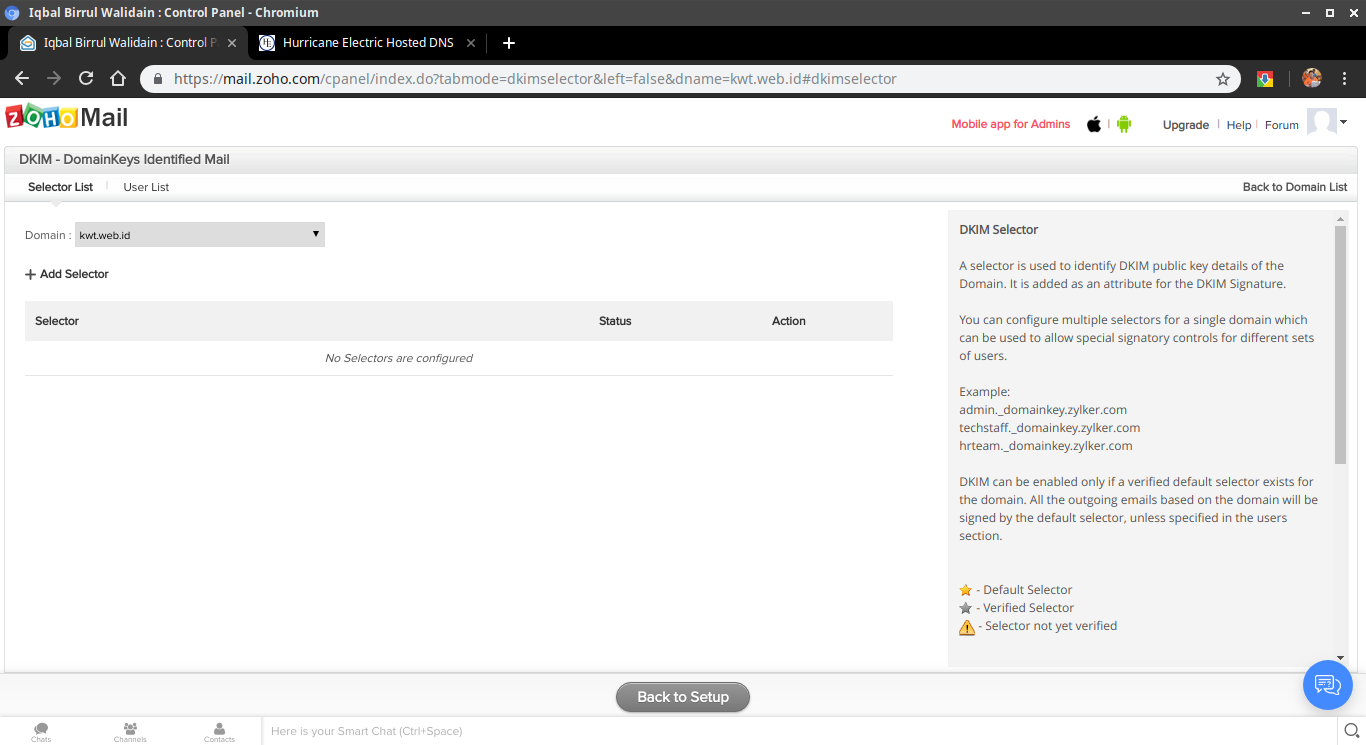 Iqbal Birrul Walidain : Control Panel - Chromium
Iqbal Birrul Walidain : Control P
Hurricane Electric Hosted DNS
https://mail.zoho.com/cpanel/index.do?tabmode=dkimselector&left=false&dname=kwt.web.id#dkimselector
ZOHO Mail
Mobile app for Admins
Upgrade
Help
Forum
DKIM - DomainKeys Identified Mail
Selector List
User List
Back to Domain List
Domain :
kwt.web.id
Add Selector
Selector
Status
Action
No Selectors are configured
DKIM Selector
A selector is used to identify DKIM public key details of the
Domain. It is added as an attribute for the DKIM Signature.
You can configure multiple selectors for a single domain which
can be used to allow special signatory controls for different sets
of users.
Example:
admin._domainkey.zylker.com
techstaff._domainkey.zylker.com
hrteam._domainkey.zylker.com
DKIM can be enabled only if a verified default selector exists for
the domain. All the outgoing emails based on the domain will be
signed by the default selector, unless specified in the users
section.
- Default Selector
- Verified Selector
- Selector not yet verified
Back to Setup
Chats
Channels
Contacts
Here is your Smart Chat (Ctrl+Space)